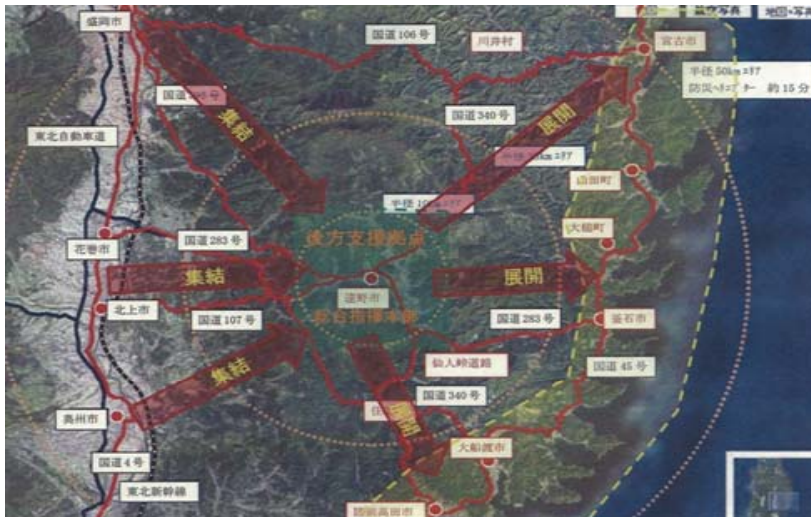 盛岡市
国道106号
川井村
宮古市
半径50kmエリア
防災ヘリコプター 約15分
集結
国道340号
展開
東北自動車道
山田町
後方支援拠点
大槌町
国道283号
花巻市
集結
遠野市
展開
北上市
国道107号
総合指揮本部
国道283号
釜石市
集結
仙人峠道路
国道45号
国道340号
展開
奥州市
大船渡市
国道4号
東北新幹線
陸前高田市